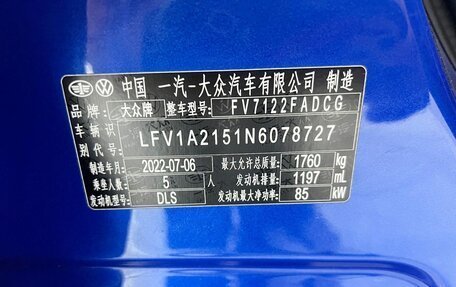 中国 一汽-大众汽车有限公司 制造
大众牌 整车型号: FV7122FADCG
车辆识别代号: LFV1A2151N6078727
制造年月: 2022-07-06 最大允许总质量: 1760 kg
乘坐人数: 5 人 发动机排量: 1197 mL
发动机型号: DLS 发动机最大净功率: 85 kW